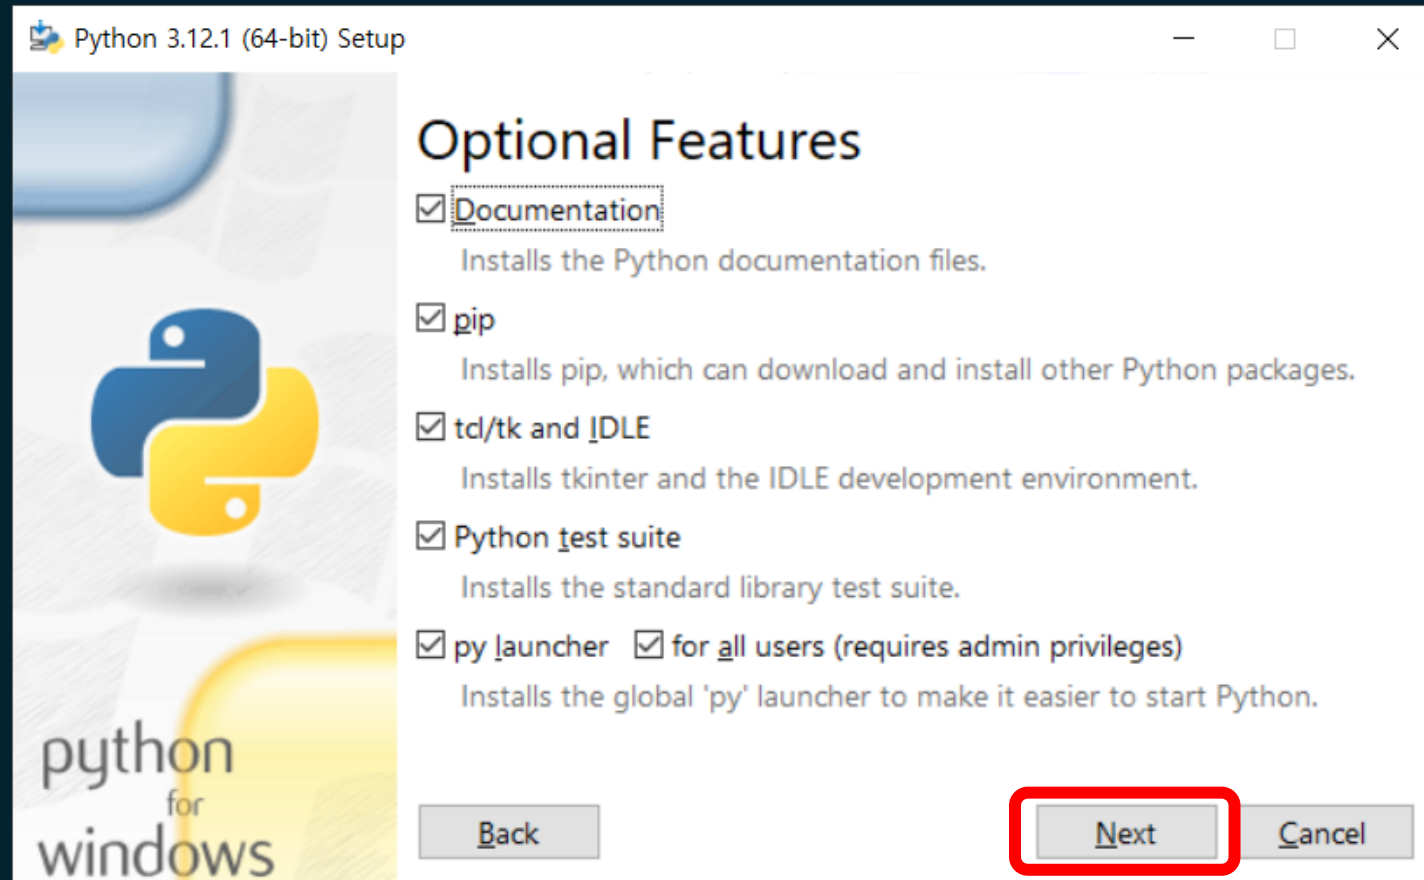 Python 3.12.1 (64-bit) Setup
Optional Features
Documentation
Installs the Python documentation files.
pip
Installs pip, which can download and install other Python packages.
tcl/tk and IDLE
Installs tkinter and the IDLE development environment.
Python test suite
Installs the standard library test suite.
py launcher for all users (requires admin privileges)
Installs the global 'py' launcher to make it easier to start Python.
python
for
windows
Back Next Cancel